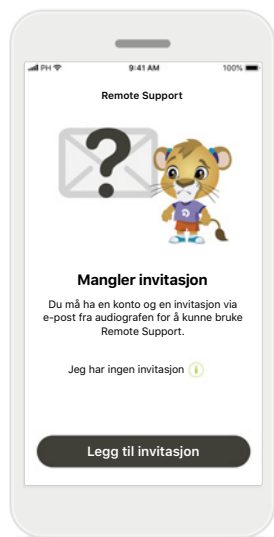 PH 9:41 AM 100%
Remote Support
?
Mangler invitasjon
Du må ha en konto og en invitasjon via
e-post fra audiografen for å kunne bruke
Remote Support.
Jeg har ingen invitasjon i
Legg til invitasjon